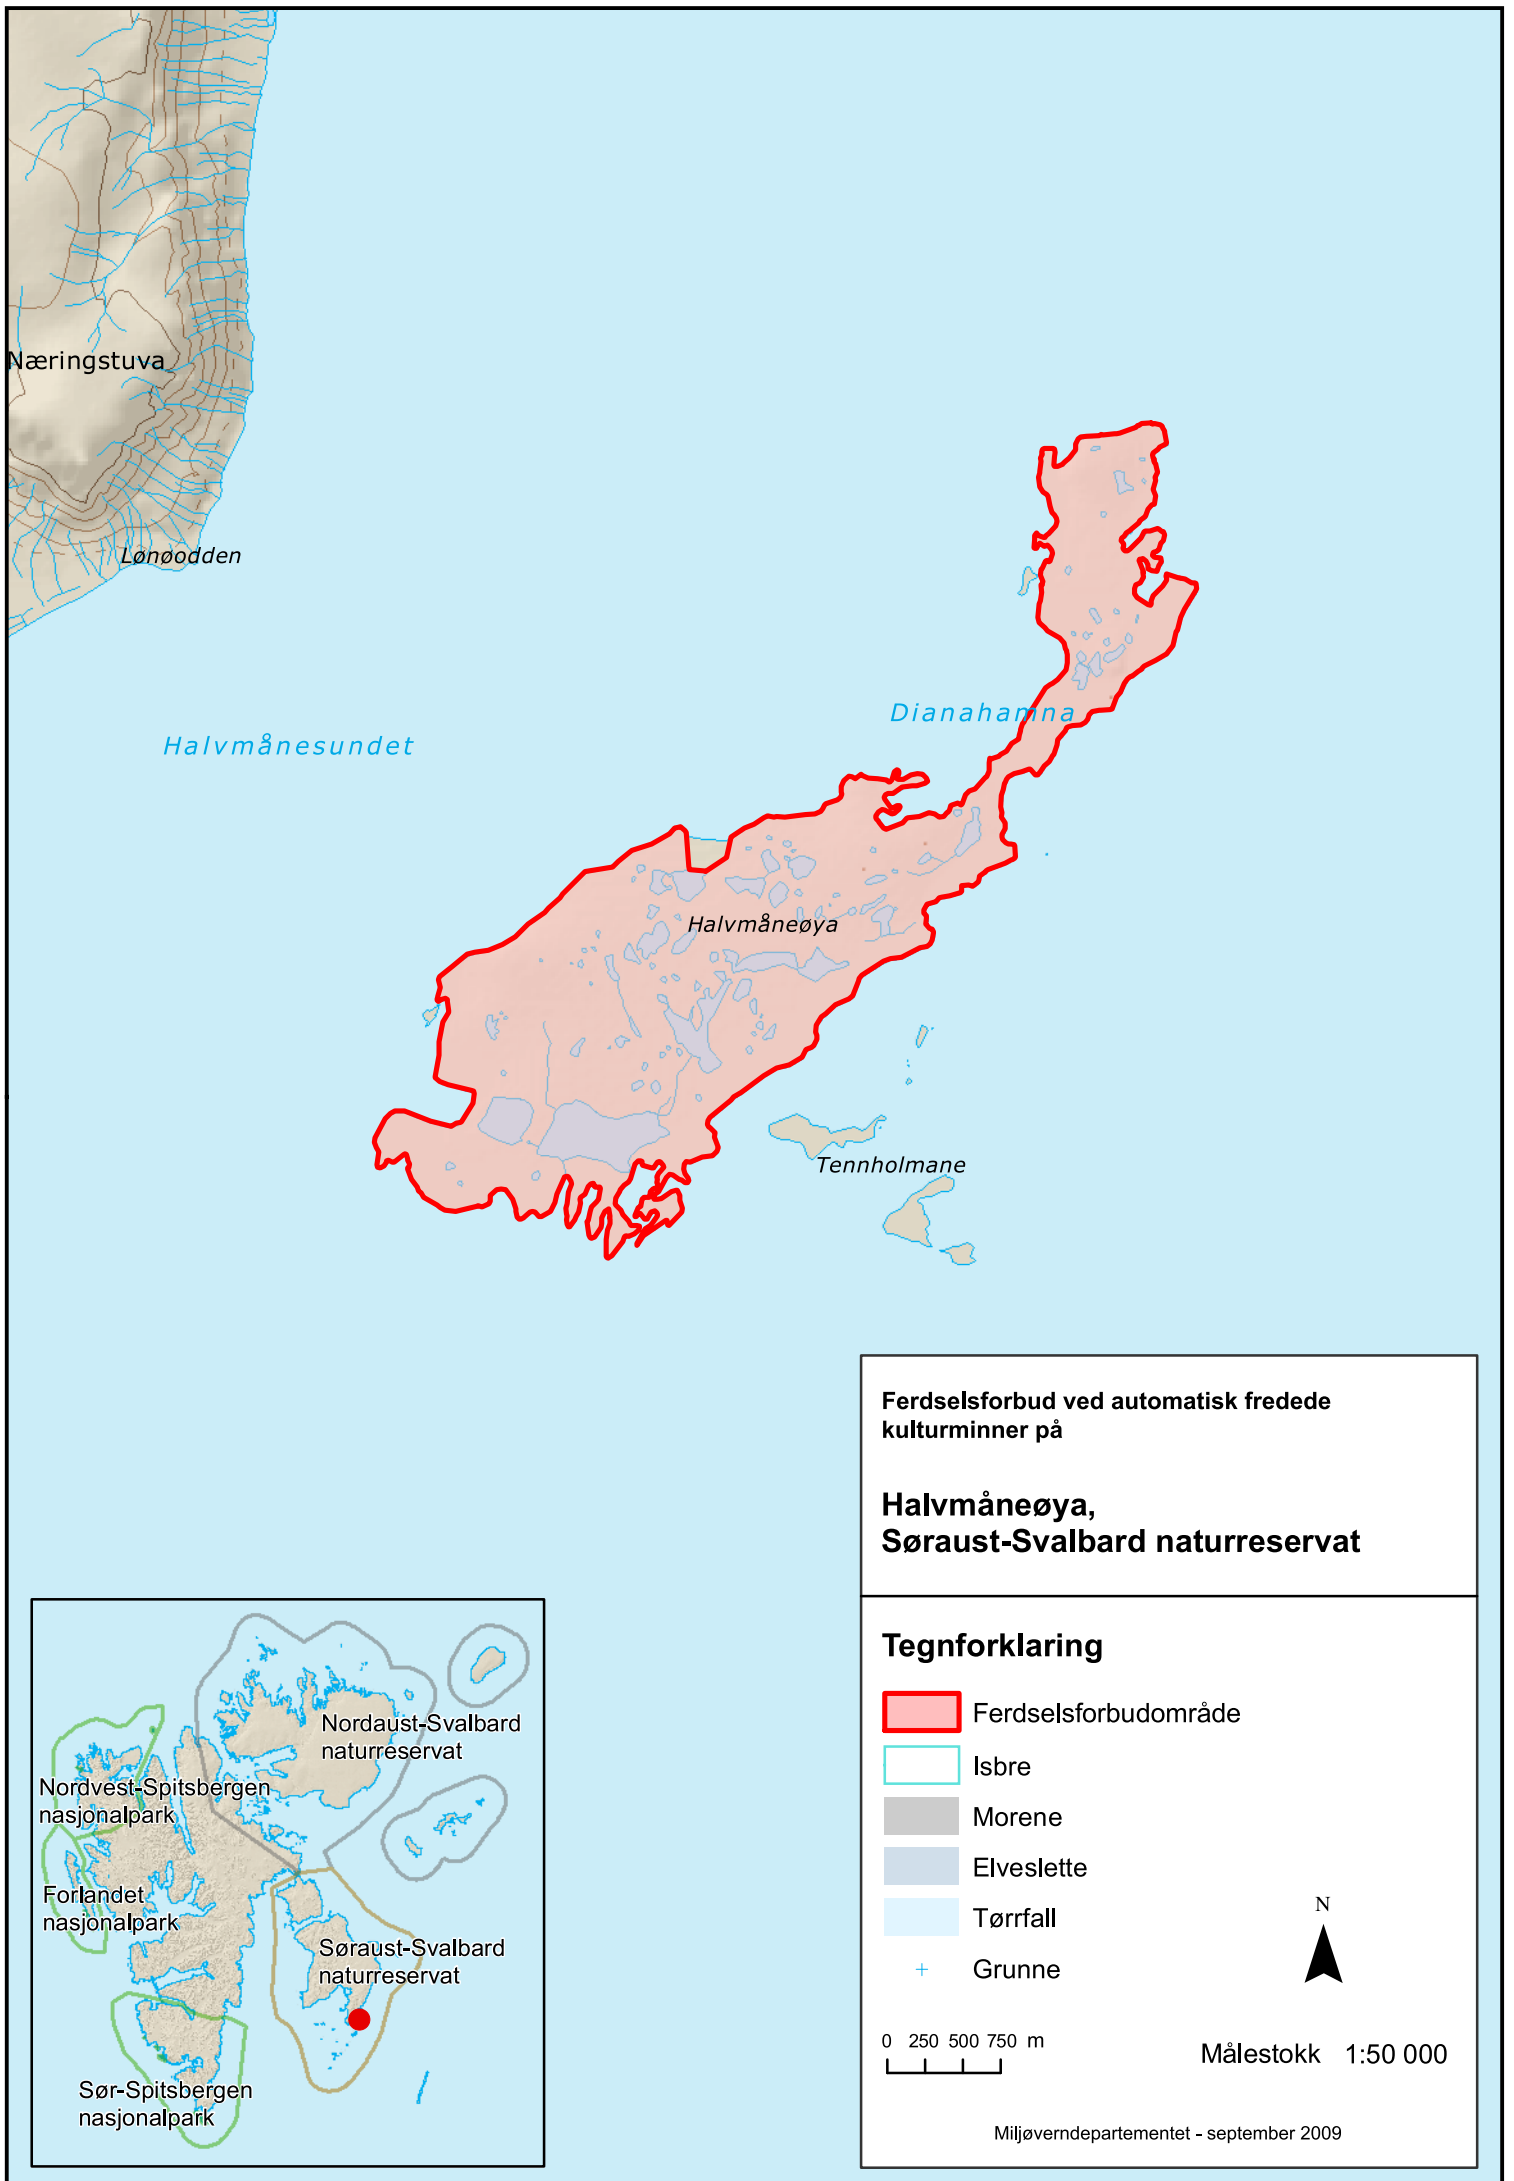 Næringstuva
Lønøodden
Dianahamna
Halvmånesundet
Halvmåneøya
Tennholmane
Ferdselsforbud ved automatisk fredede
kulturminner på
Halvmåneøya,
Søraust-Svalbard naturreservat
Tegnforklaring
Ferdselsforbudområde
Isbre
Morene
Elveslette
Tørrfall
Grunne
N
0 250 500 750 m
Målestokk 1:50 000
Miljøverndepartementet - september 2009
Nordaust-Svalbard
naturreservat
Nordvest-Spitsbergen
nasjonalpark
Forlandet
nasjonalpark
Søraust-Svalbard
naturreservat
Sør-Spitsbergen
nasjonalpark